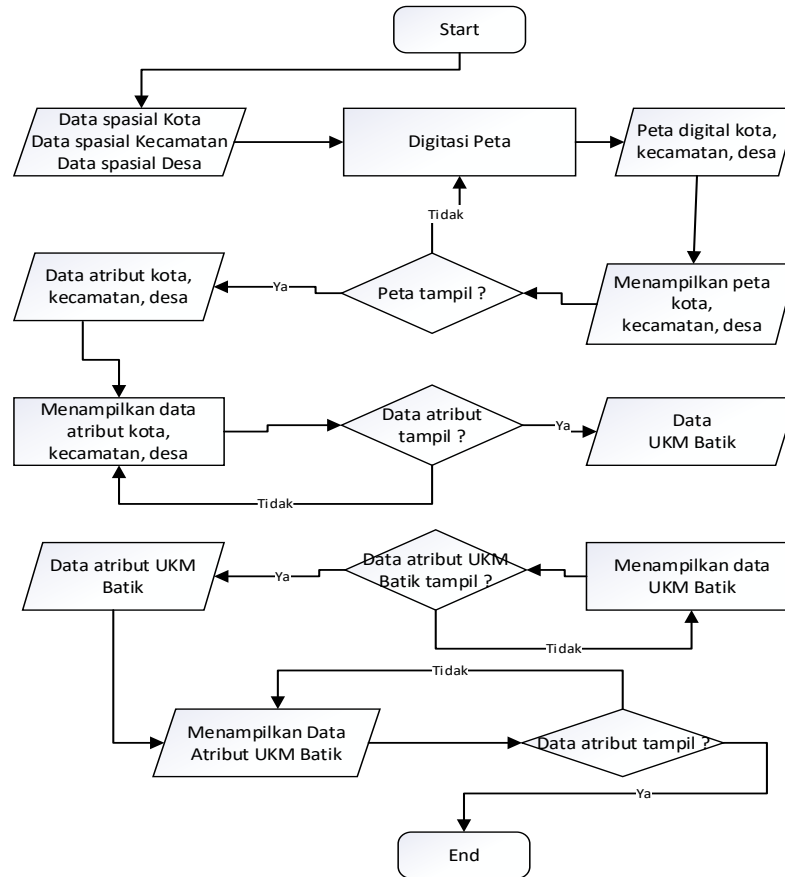 Start
Data spasial Kota
Data spasial Kecamatan
Data spasial Desa
Digitasi Peta
Peta digital kota,
kecamatan, desa
Tidak
Data atribut kota,
kecamatan, desa
Ya
Peta tampil ?
Menampilkan peta
kota,
kecamatan, desa
Menampilkan data
atribut kota,
kecamatan, desa
Data atribut
tampil ?
Ya
Data
UKM Batik
Tidak
Data atribut UKM
Batik
Ya
Data atribut UKM
Batik tampil ?
Menampilkan data
UKM Batik
Tidak
Tidak
Menampilkan Data
Atribut UKM Batik
Data atribut tampil ?
Ya
End